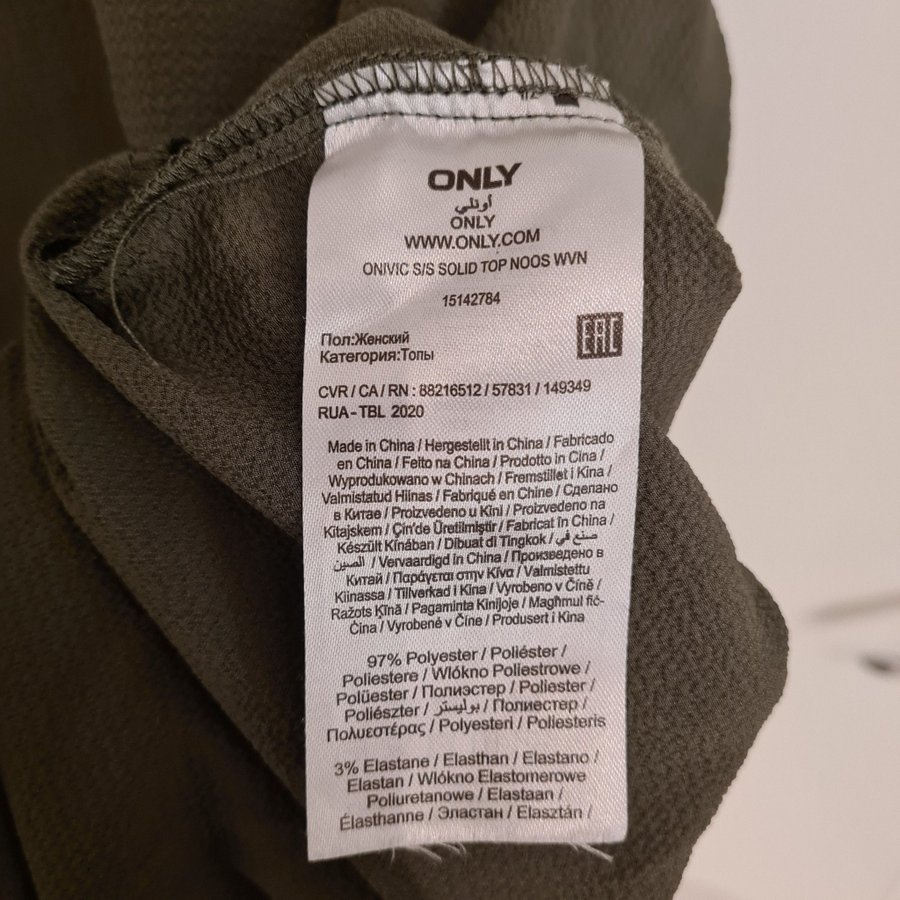 ONLY
أونلي
ONLY
WWW.ONLY.COM
ONIVIC S/S SOLID TOP NOOS WVN
15142784
EAC
Пол:Женский
Категория:Топы
CVR / CA / RN : 88216512 / 57831 / 149349
RUA - TBL 2020
Made in China / Hergestellt in China / Fabricado
en China / Feito na China / Prodotto in Cina /
Wyprodukowano w Chinach / Fremstillet i Kina /
Valmistatud Hiinas / Fabriqué en Chine / Сделано
в Китае / Proizvedeno u Kini / Proizvedeno na
Kitajskem / Çin'de Üretilmiştir / Fabricat în China /
Készült Kínában / Dibuat di Tingkok / صنع في
الصين / Vervaardigd in China / Произведено в
Китай / Παράγεται στην Κίνα / Valmistettu
Kiinassa / Tillverkad i Kina / Vyrobeno v Číně /
Ražots Ķīnā / Pagaminta Kinijoje / Magħmul fiċ-
Ċina / Vyrobené v Číne / Produsert i Kina
97% Polyester / Poliéster /
Poliestere / Włókno Poliestrowe /
Polüester / Полиэстер / Poliester /
Poliészter / بوليستر / Полиестер /
Πολυεστέρας / Polyesteri / Poliesteris
3% Elastane / Elasthan / Elastano /
Elastan / Włókno Elastomerowe
Poliuretanowe / Elastaan /
Élasthanne / Эластан / Elasztán /